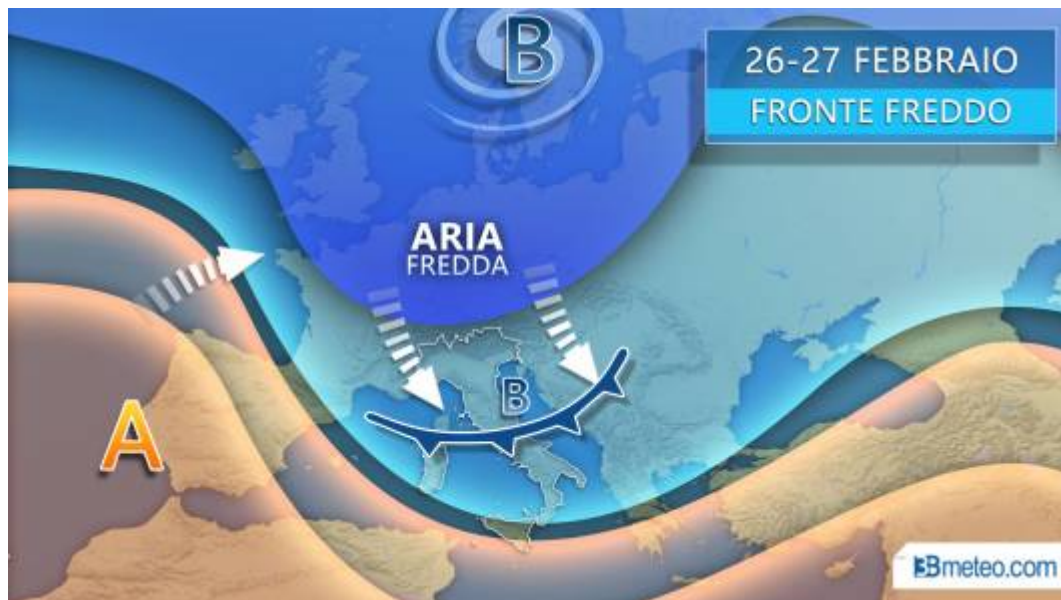 B
26-27 FEBBRAIO
FRONTE FREDDO
ARIA
FREDDA
B
A
3Bmeteo.com